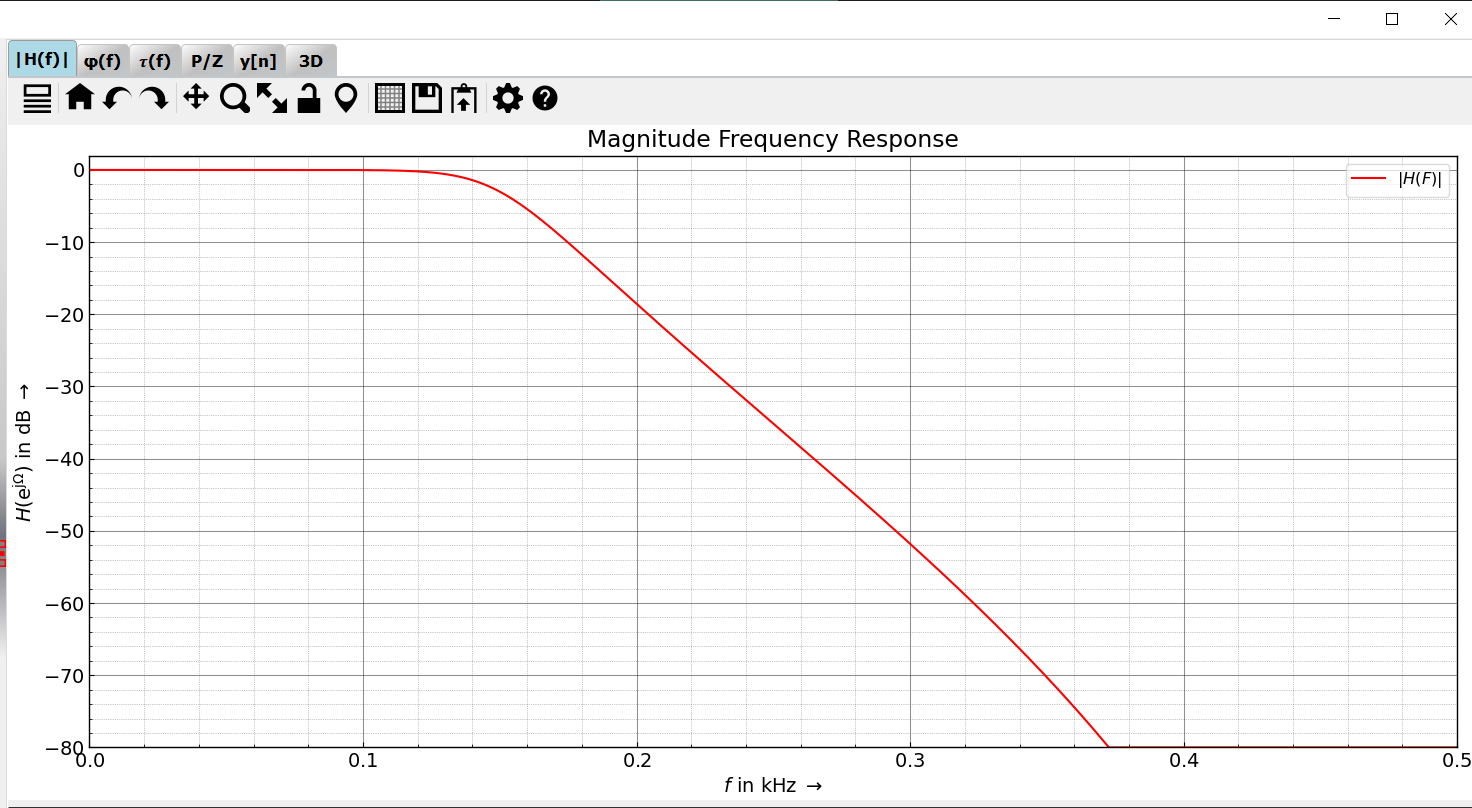 |H(f)| φ(f) τ(f) P/Z y[n] 3D
Magnitude Frequency Response
|H(F)|
H(e^jΩ) in dB →
0
−10
−20
−30
−40
−50
−60
−70
−80
0.0 0.1 0.2 0.3 0.4 0.5
f in kHz →